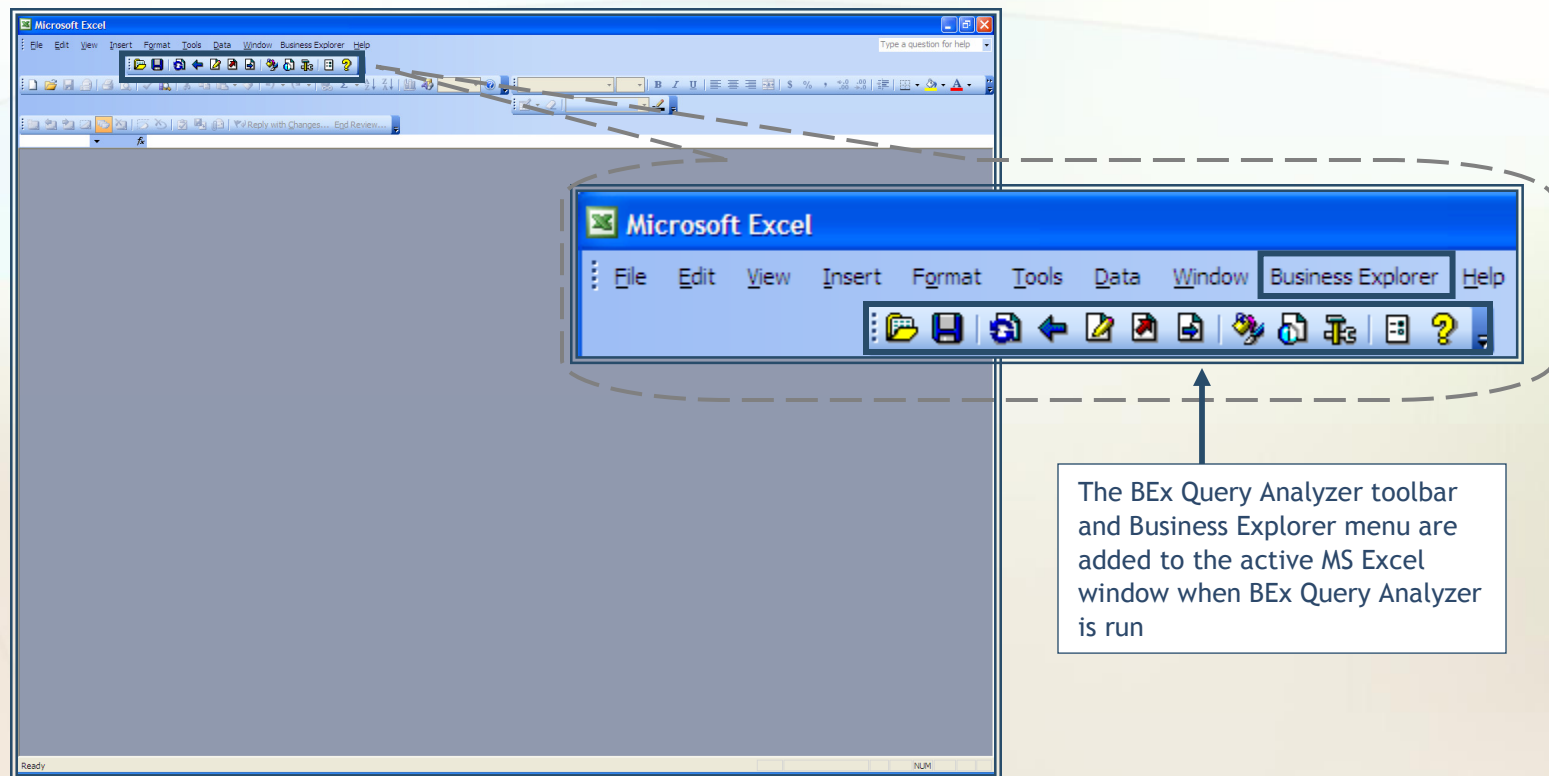 Microsoft Excel
File Edit View Insert Format Tools Data Window Business Explorer Help
Type a question for help
B I U $ % ,
Reply with Changes... End Review...
fx
Microsoft Excel
File Edit View Insert Format Tools Data Window Business Explorer Help
The BEx Query Analyzer toolbar
and Business Explorer menu are
added to the active MS Excel
window when BEx Query Analyzer
is run
Ready
NUM